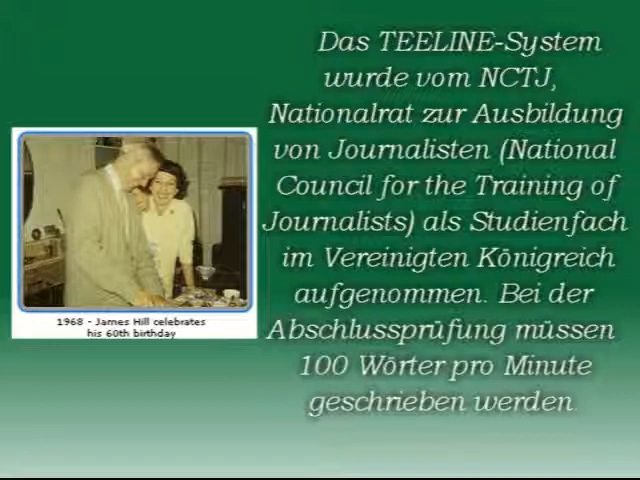 Das TEELINE-System
wurde vom NCTJ,
Nationalrat zur Ausbildung
von Journalisten (National
Council for the Training of
Journalists) als Studienfach
im Vereinigten Königreich
aufgenommen. Bei der
Abschlussprüfung müssen
100 Wörter pro Minute
geschrieben werden.
1968 - James Hill celebrates
his 60th birthday